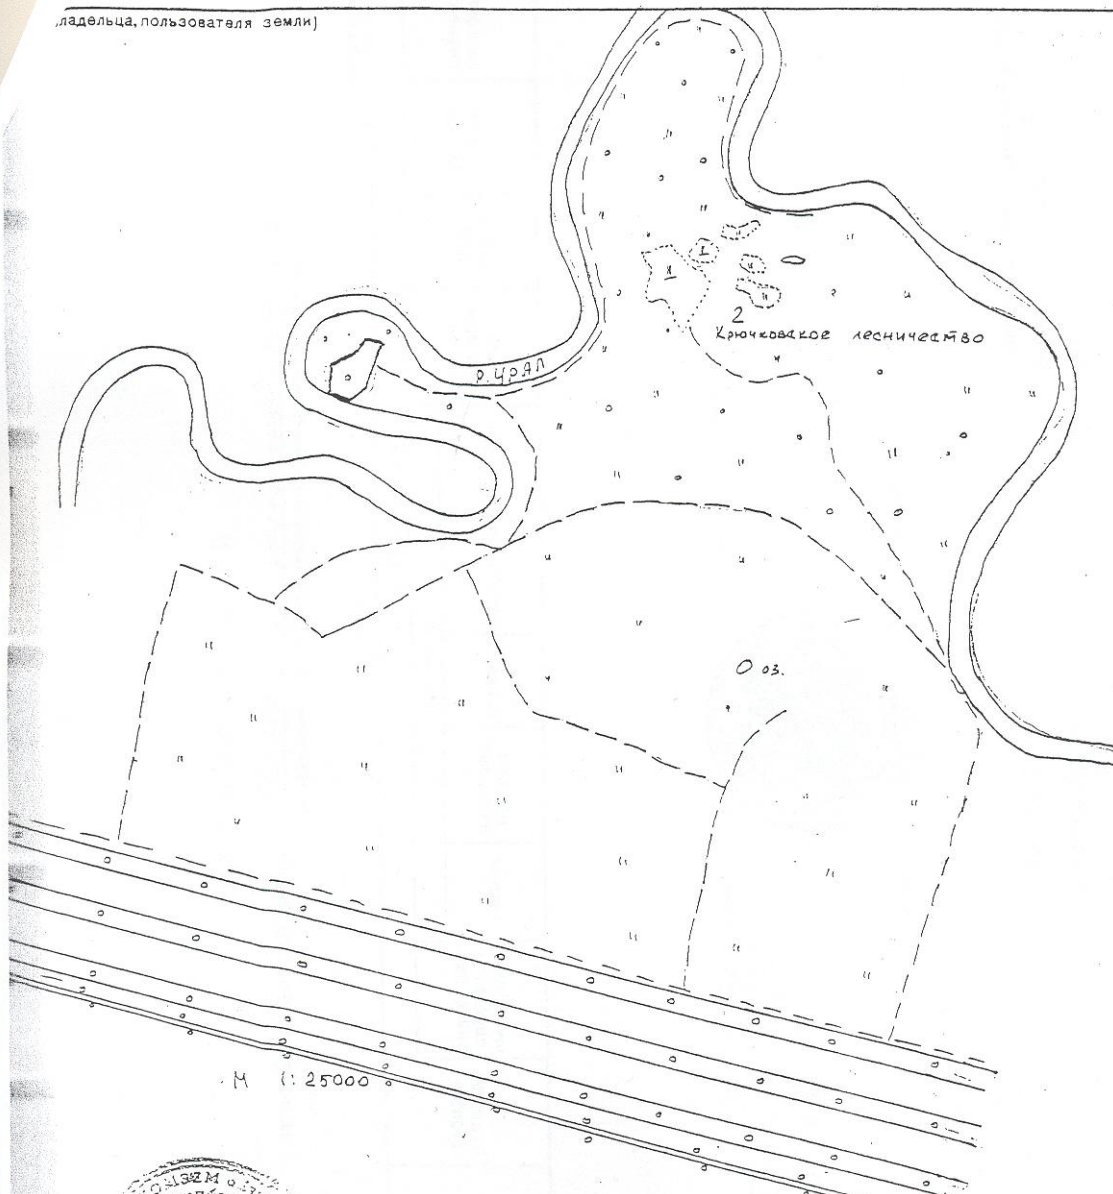 ладельца, пользователя земли)
2
Крючковское лесничество
р. УРАЛ
О оз.
М 1:25000